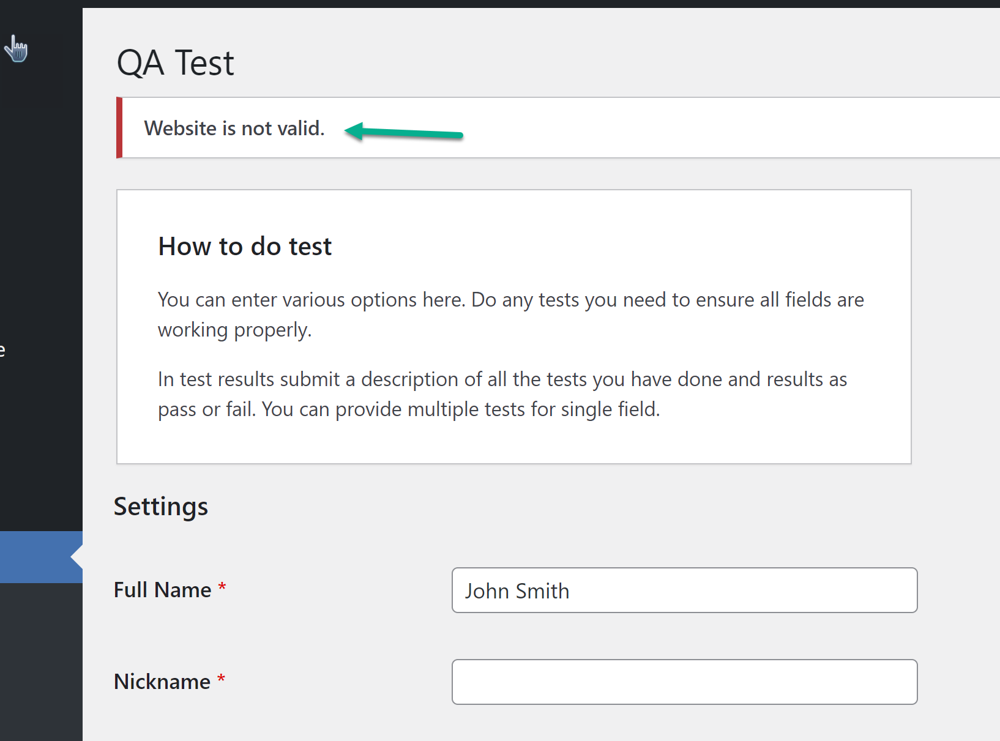 QA Test
Website is not valid.
How to do test
You can enter various options here. Do any tests you need to ensure all fields are
working properly.
e
In test results submit a description of all the tests you have done and results as
pass or fail. You can provide multiple tests for single field.
Settings
Full Name *
John Smith
Nickname *